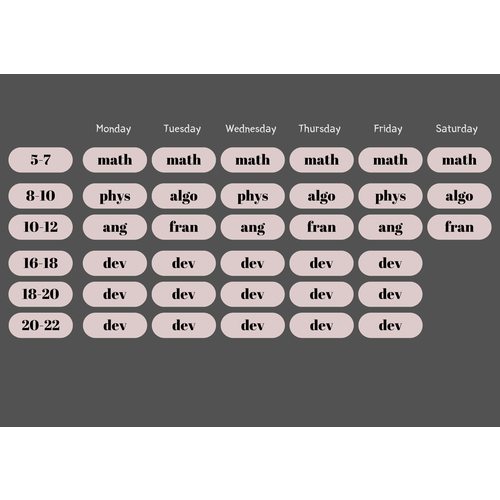 Monday Tuesday Wednesday Thursday Friday Saturday
5-7 math math math math math math
8-10 phys algo phys algo phys algo
10-12 ang fran ang fran ang fran
16-18 dev dev dev dev dev
18-20 dev dev dev dev dev
20-22 dev dev dev dev dev